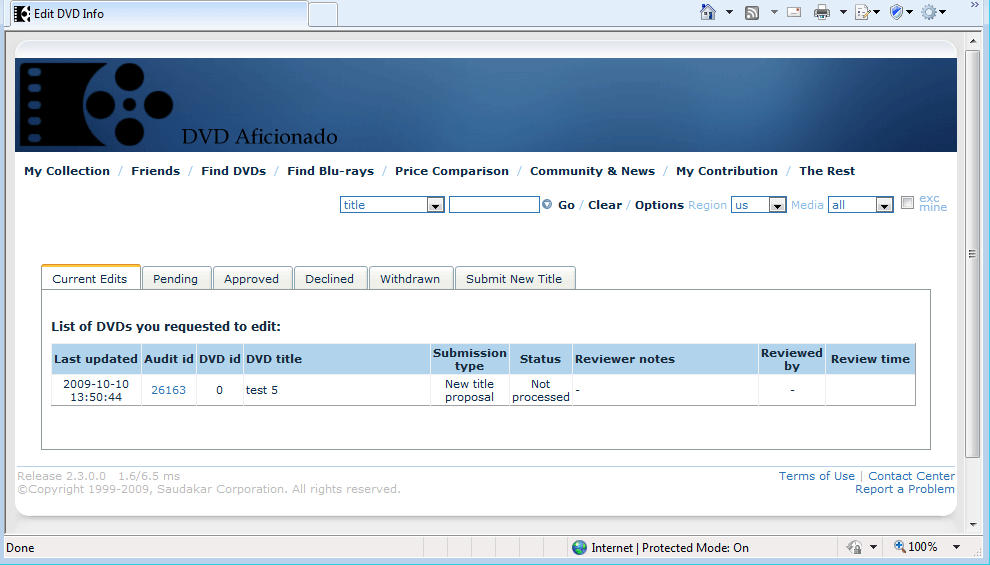 Edit DVD Info
DVD Aficionado
My Collection / Friends / Find DVDs / Find Blu-rays / Price Comparison / Community & News / My Contribution / The Rest
title Go / Clear / Options Region us Media all exc
mine
Current Edits Pending Approved Declined Withdrawn Submit New Title
List of DVDs you requested to edit:
Last updated Audit id DVD id DVD title Submission type Status Reviewer notes Reviewed by Review time
2009-10-10 13:50:44 26163 0 test 5 New title proposal Not processed - -
Release 2.3.0.0 1.6/6.5 ms Terms of Use | Contact Center
©Copyright 1999-2009, Saudakar Corporation. All rights reserved. Report a Problem
Done Internet | Protected Mode: On 100%